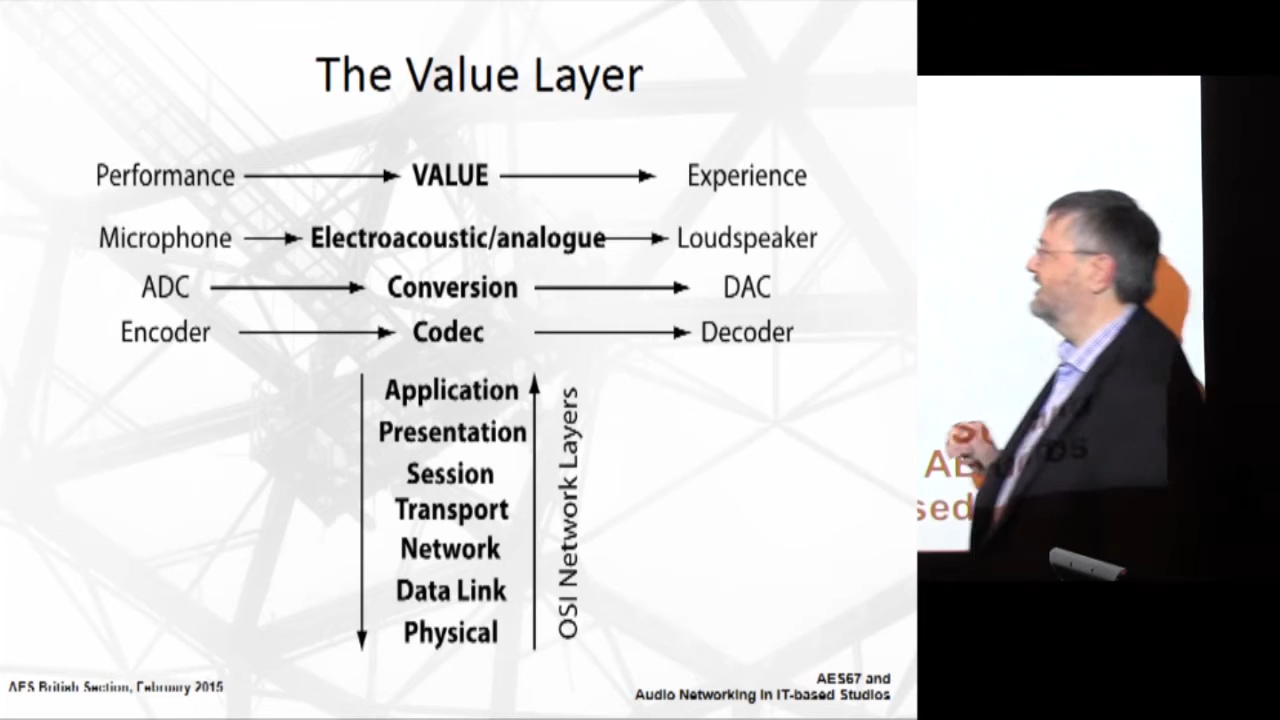 The Value Layer
Performance VALUE Experience
Microphone Electroacoustic/analogue Loudspeaker
ADC Conversion DAC
Encoder Codec Decoder
Application
Presentation
Session
Transport
Network
Data Link
Physical
OSI Network Layers
AES British Section, February 2015
AES67 and
Audio Networking in IT-based Studios